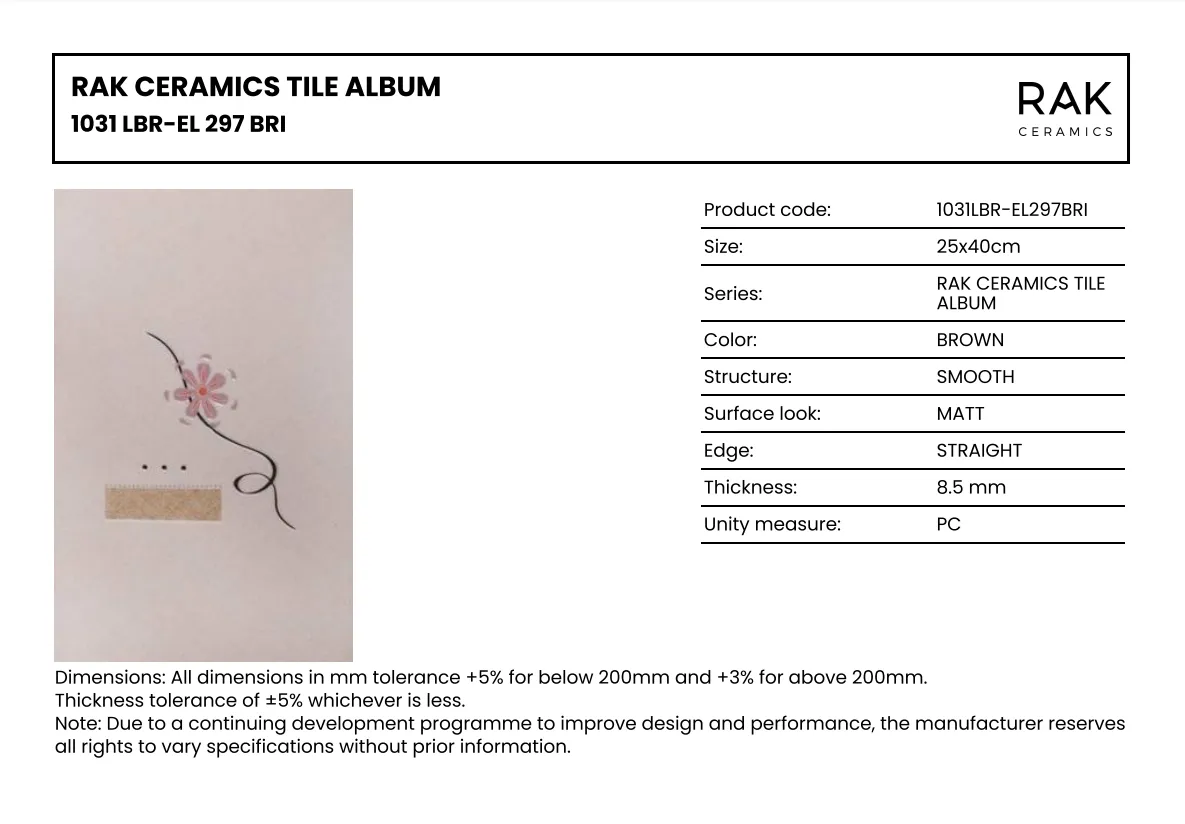 RAK CERAMICS TILE ALBUM
1031 LBR-EL 297 BRI
RAK
CERAMICS
Product code: 1031LBR-EL297BRI
Size: 25x40cm
Series: RAK CERAMICS TILE
ALBUM
Color: BROWN
Structure: SMOOTH
Surface look: MATT
Edge: STRAIGHT
Thickness: 8.5 mm
Unity measure: PC
Dimensions: All dimensions in mm tolerance +5% for below 200mm and +3% for above 200mm.
Thickness tolerance of ±5% whichever is less.
Note: Due to a continuing development programme to improve design and performance, the manufacturer reserves
all rights to vary specifications without prior information.